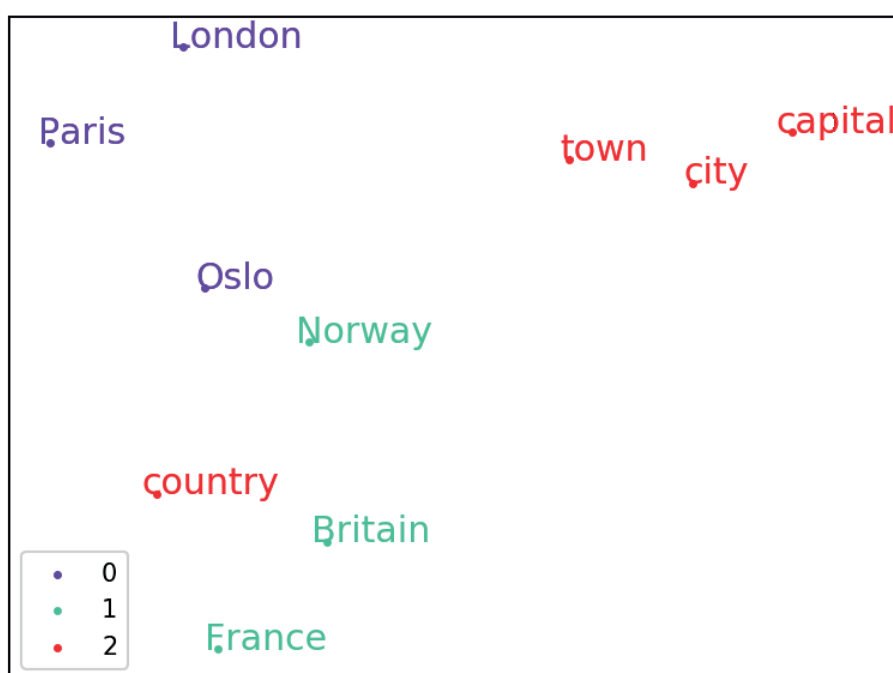 London
Paris
capital
town
city
Oslo
Norway
country
Britain
France
0
1
2